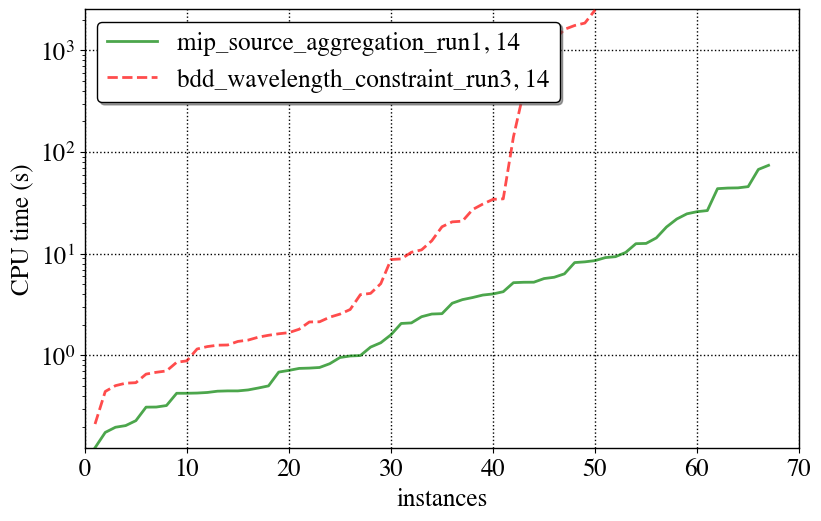 mip_source_aggregation_run1, 14
bdd_wavelength_constraint_run3, 14
CPU time (s)
10³
10²
10¹
10⁰
0 10 20 30 40 50 60 70
instances